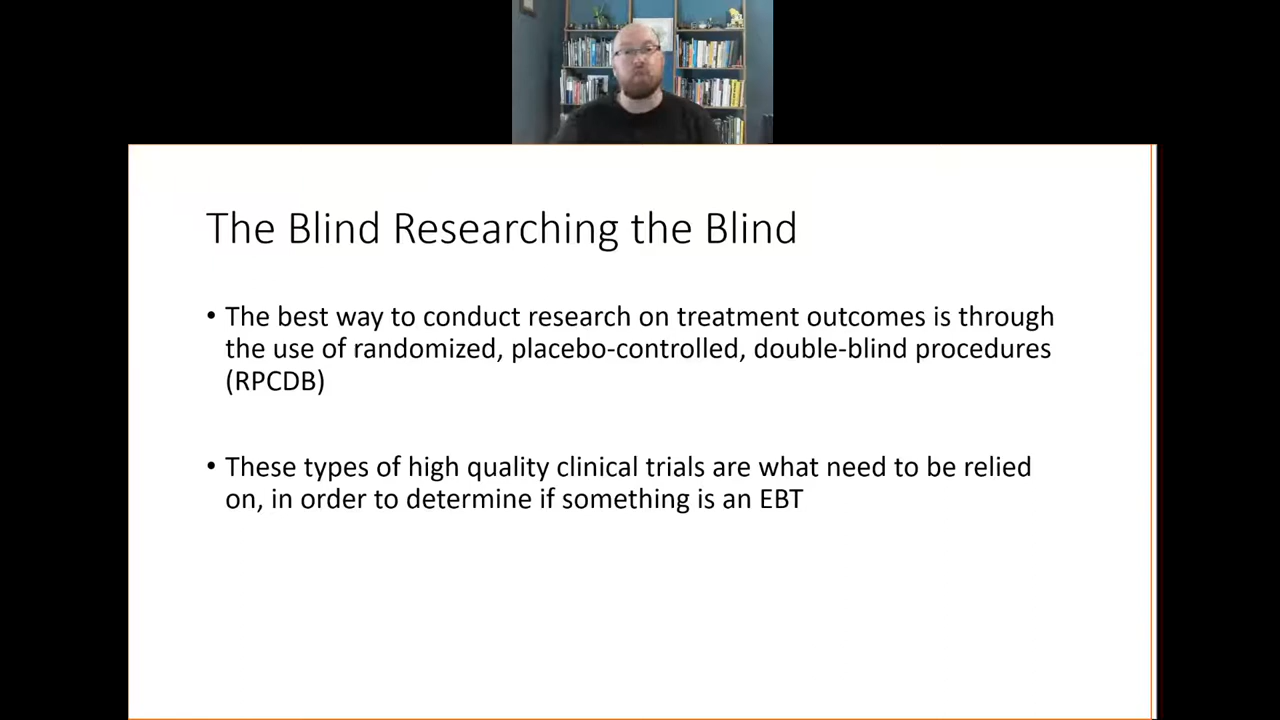 The Blind Researching the Blind
• The best way to conduct research on treatment outcomes is through
the use of randomized, placebo-controlled, double-blind procedures
(RPCDB)
• These types of high quality clinical trials are what need to be relied
on, in order to determine if something is an EBT